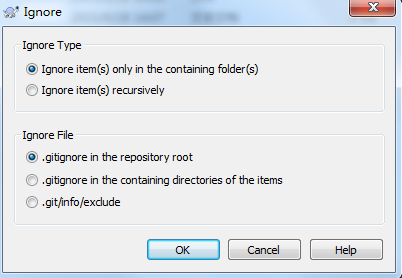 Ignore
Ignore Type
Ignore item(s) only in the containing folder(s)
Ignore item(s) recursively
Ignore File
.gitignore in the repository root
.gitignore in the containing directories of the items
.git/info/exclude
OK
Cancel
Help